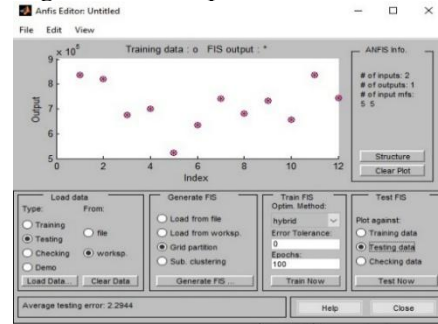 Anfis Editor: Untitled
File Edit View
Training data : o FIS output : *
x 10^5
9
8
7
6
5
Output
0 2 4 6 8 10 12
Index
ANFIS Info.
# of inputs: 2
# of outputs: 1
# of input mfs:
5 5
Structure
Clear Plot
Load data
Type: From:
Training
Testing
Checking
Demo
file
worksp.
Load Data... Clear Data
Generate FIS
Load from file
Load from worksp.
Grid partition
Sub. clustering
Generate FIS ...
Train FIS
Optim. Method:
hybrid
Error Tolerance:
0
Epochs:
100
Train Now
Test FIS
Plot against:
Training data
Testing data
Checking data
Test Now
Average testing error: 2.2944
Help Close